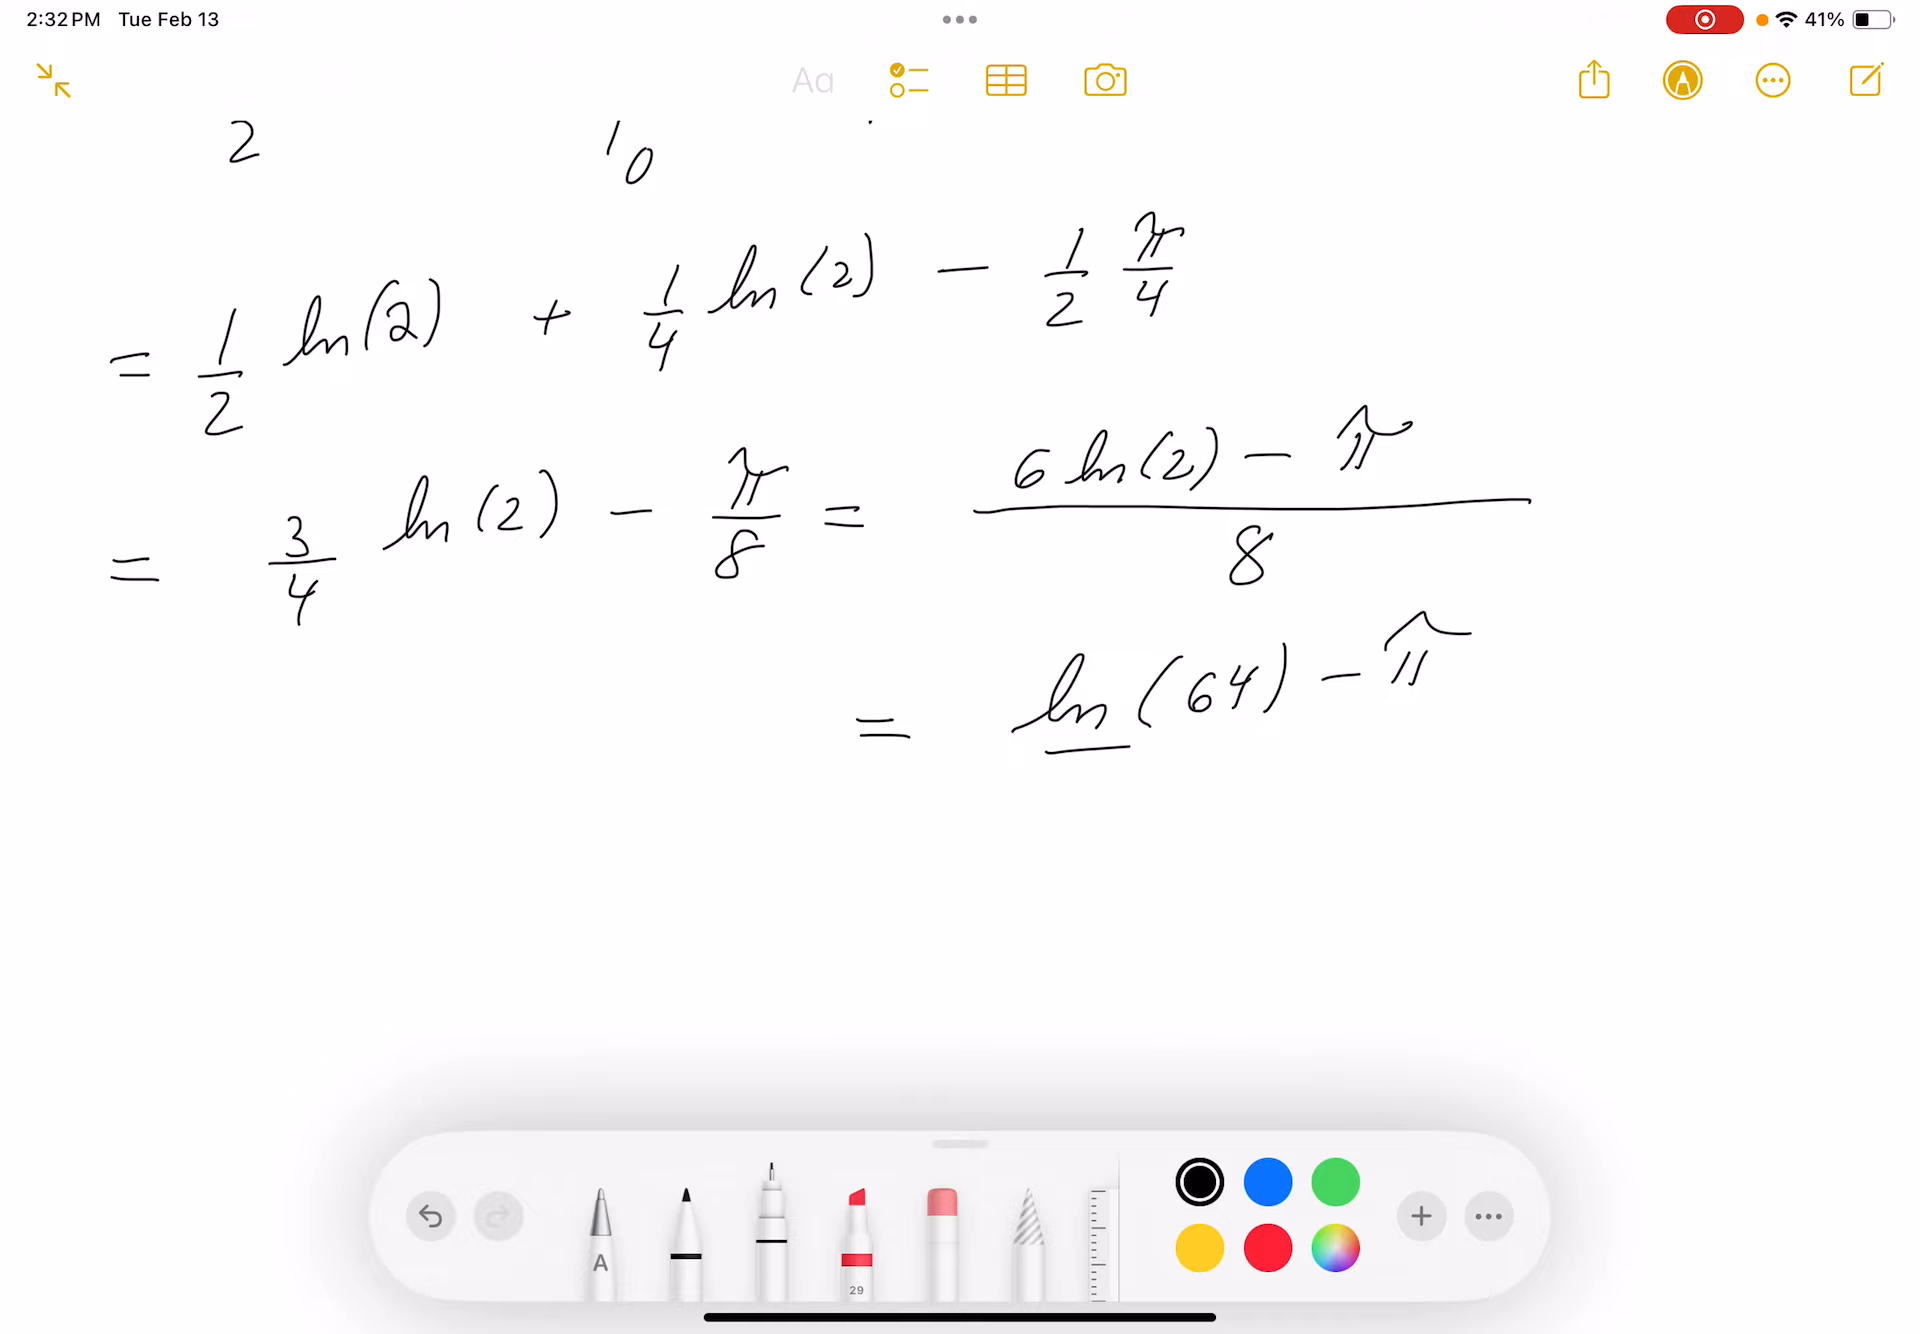 2:32 PM Tue Feb 13
41%
Aa
2 0
= 1/2 ln(2) + 1/4 ln(2) − 1/2 π/4
= 3/4 ln(2) − π/8 = (6 ln(2) − π)/8
= ln(64) − π
A
29